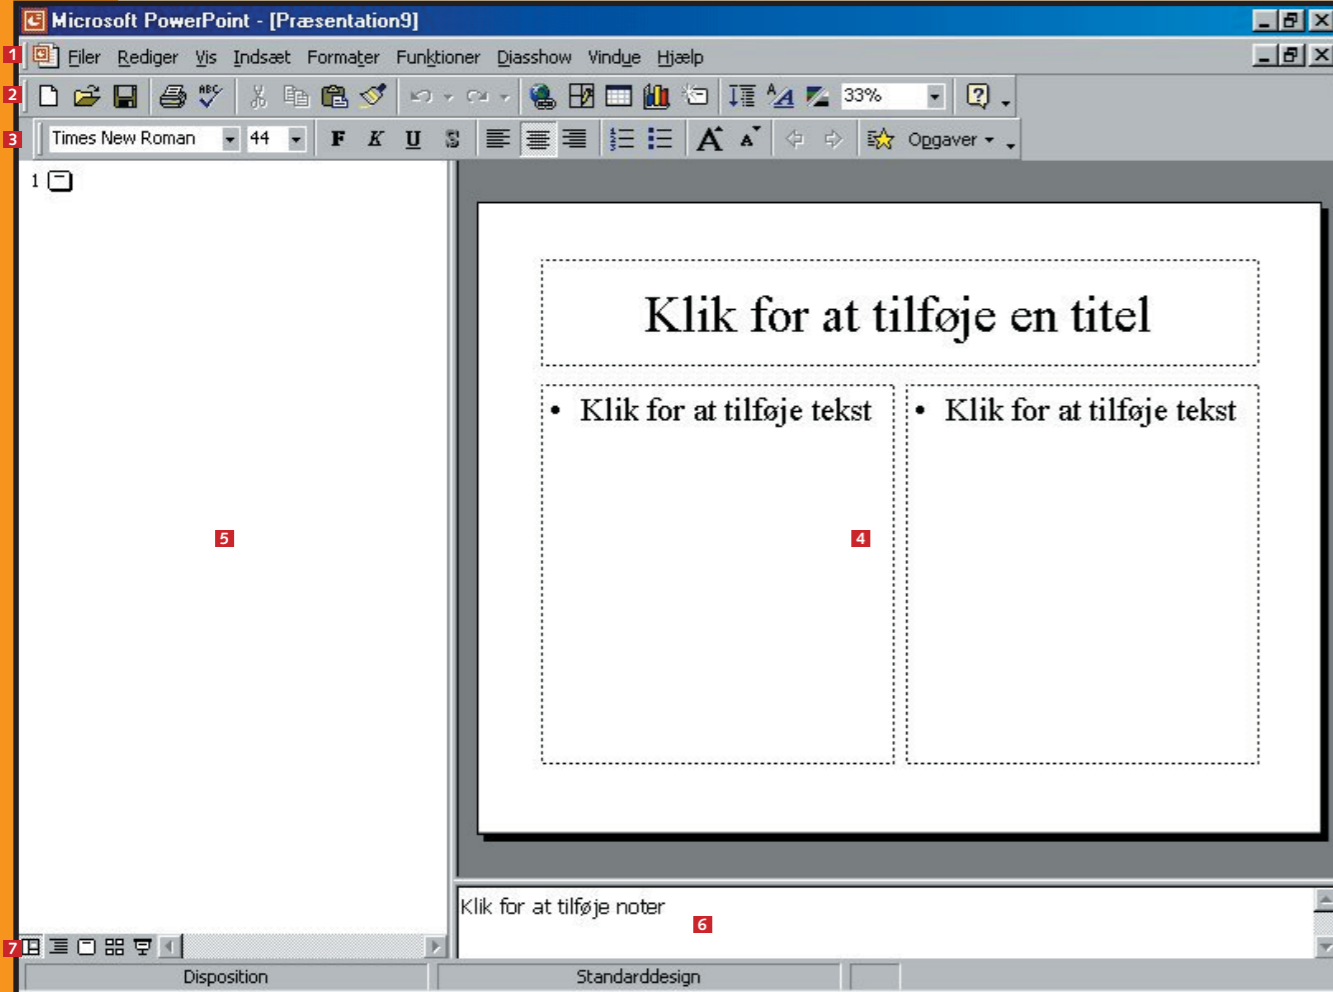 Microsoft PowerPoint - [Præsentation9]
1 Filer Rediger Vis Indsæt Formater Funktioner Diasshow Vindue Hjælp
2 ABC 33%
3 Times New Roman 44 F K U S A A Opgaver
1
Klik for at tilføje en titel
• Klik for at tilføje tekst
• Klik for at tilføje tekst
5
4
Klik for at tilføje noter
6
7
Disposition Standarddesign